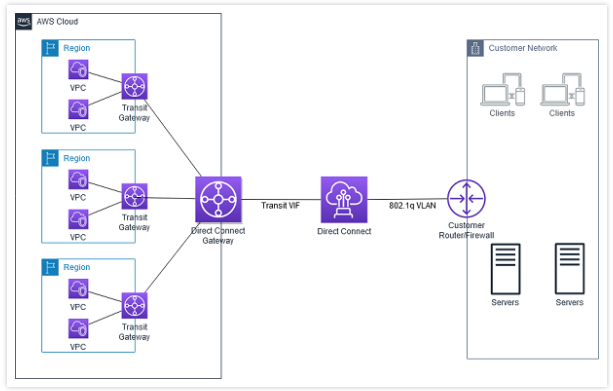 aws
AWS Cloud
Region
VPC
VPC
Transit
Gateway
Region
VPC
VPC
Transit
Gateway
Region
VPC
VPC
Transit
Gateway
Direct Connect
Gateway
Transit VIF
Direct Connect
802.1q VLAN
Customer
Router/Firewall
Customer Network
Clients
Clients
Servers
Servers